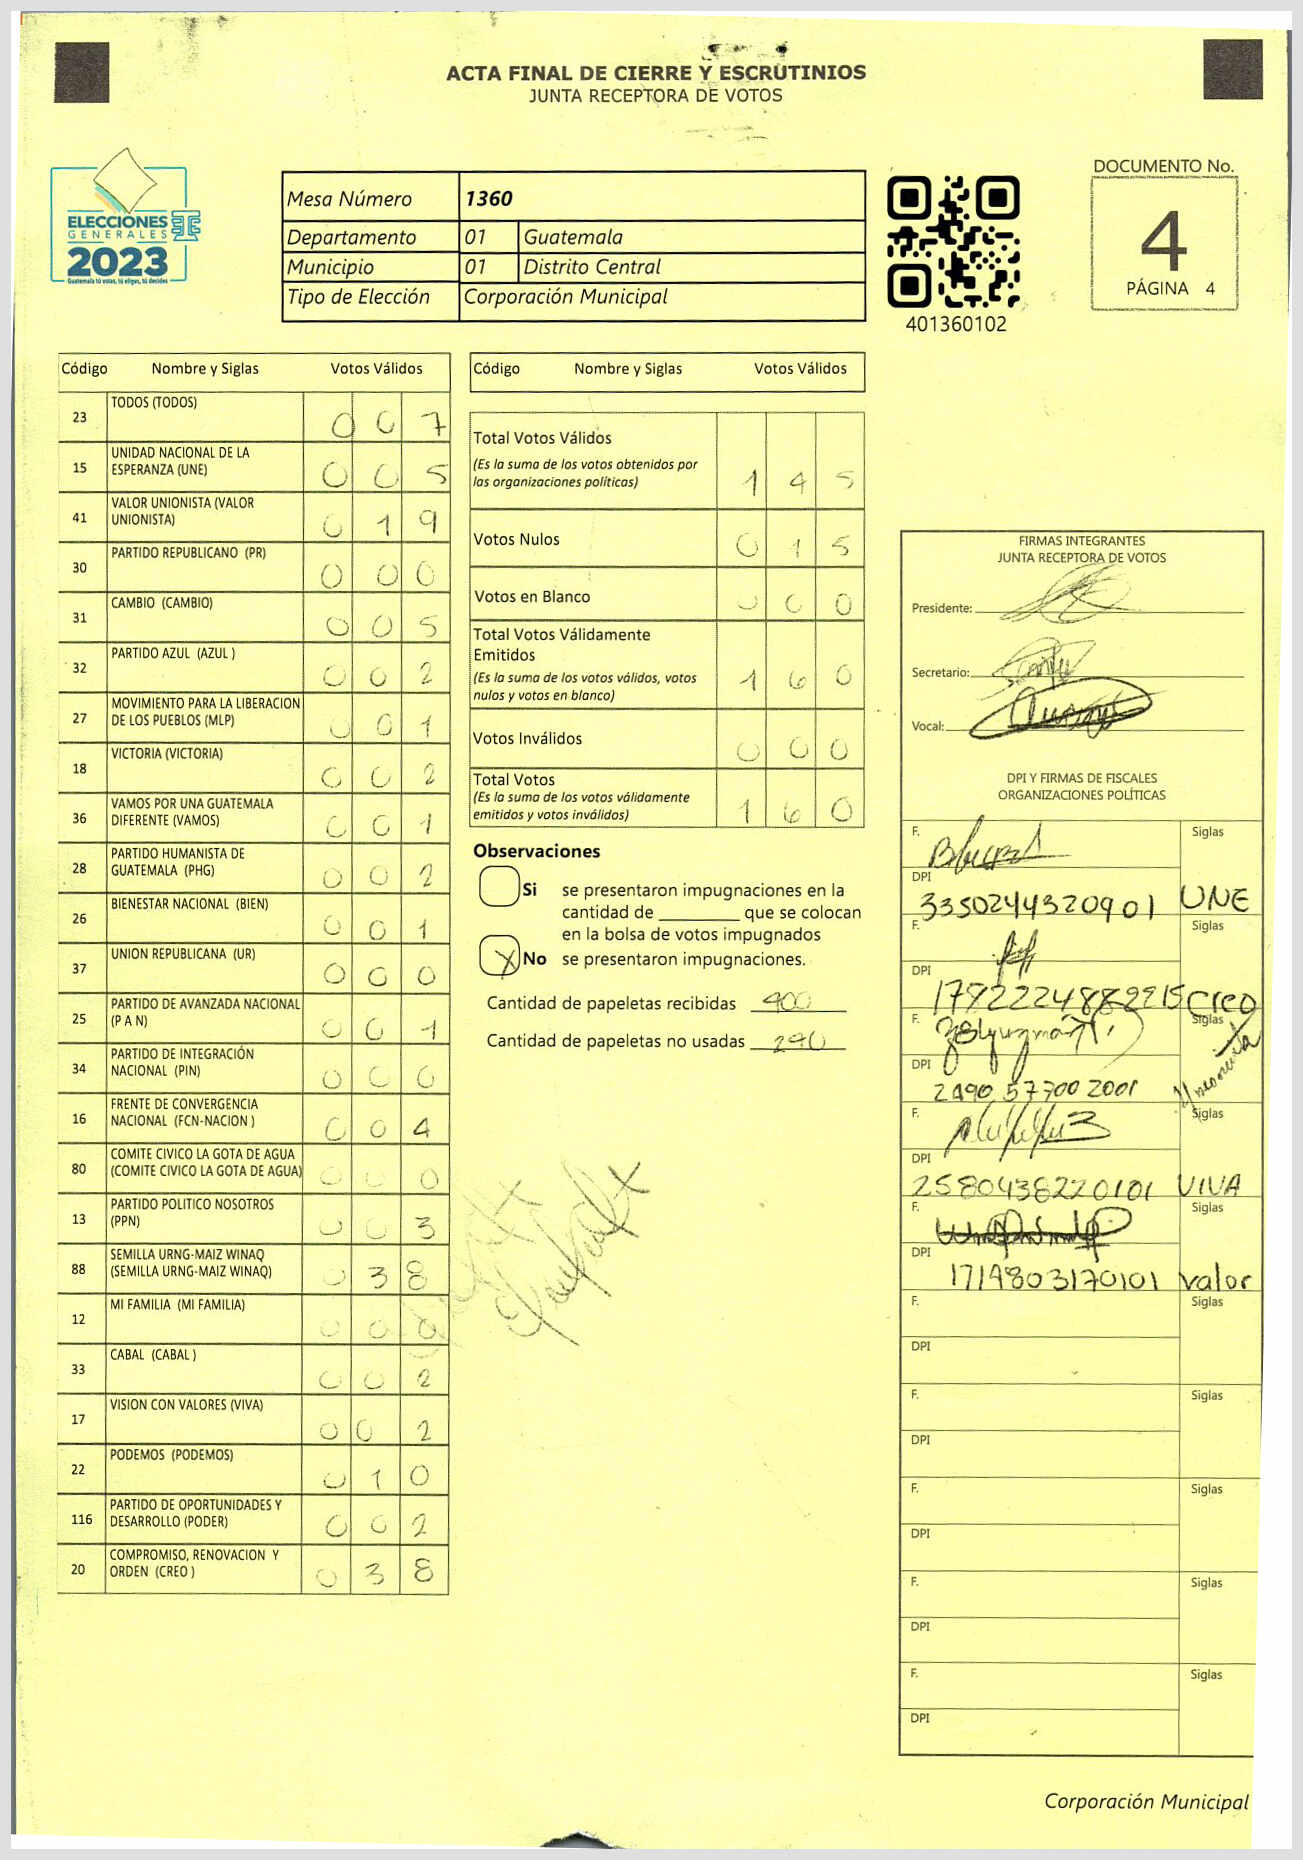 ACTA FINAL DE CIERRE Y ESCRUTINIOS
JUNTA RECEPTORA DE VOTOS
ELECCIONES
GENERALES
2023
Guatemala tú votas, tú eliges, tú decides
Mesa Número 1360
Departamento 01 Guatemala
Municipio 01 Distrito Central
Tipo de Elección Corporación Municipal
401360102
DOCUMENTO No.
4
PÁGINA 4
Código Nombre y Siglas Votos Válidos
23 TODOS (TODOS) 0 0 7
15 UNIDAD NACIONAL DE LA ESPERANZA (UNE) 0 0 5
41 VALOR UNIONISTA (VALOR UNIONISTA) 0 1 9
30 PARTIDO REPUBLICANO (PR) 0 0 0
31 CAMBIO (CAMBIO) 0 0 5
32 PARTIDO AZUL (AZUL ) 0 0 2
27 MOVIMIENTO PARA LA LIBERACION DE LOS PUEBLOS (MLP) 0 0 1
18 VICTORIA (VICTORIA) 0 0 2
36 VAMOS POR UNA GUATEMALA DIFERENTE (VAMOS) 0 0 1
28 PARTIDO HUMANISTA DE GUATEMALA (PHG) 0 0 2
26 BIENESTAR NACIONAL (BIEN) 0 0 1
37 UNION REPUBLICANA (UR) 0 0 0
25 PARTIDO DE AVANZADA NACIONAL (P A N) 0 0 1
34 PARTIDO DE INTEGRACIÓN NACIONAL (PIN) 0 0 0
16 FRENTE DE CONVERGENCIA NACIONAL (FCN-NACION ) 0 0 4
80 COMITE CIVICO LA GOTA DE AGUA (COMITE CIVICO LA GOTA DE AGUA) 0 0 0
13 PARTIDO POLITICO NOSOTROS (PPN) 0 0 3
88 SEMILLA URNG-MAIZ WINAQ (SEMILLA URNG-MAIZ WINAQ) 0 3 8
12 MI FAMILIA (MI FAMILIA) 0 0 0
33 CABAL (CABAL ) 0 0 2
17 VISION CON VALORES (VIVA) 0 0 2
22 PODEMOS (PODEMOS) 0 1 0
116 PARTIDO DE OPORTUNIDADES Y DESARROLLO (PODER) 0 0 2
20 COMPROMISO, RENOVACION Y ORDEN (CREO ) 0 3 8
Código Nombre y Siglas Votos Válidos
Total Votos Válidos
(Es la suma de los votos obtenidos por
las organizaciones políticas) 1 4 5
Votos Nulos 0 1 5
Votos en Blanco 0 0 0
Total Votos Válidamente
Emitidos
(Es la suma de los votos válidos, votos
nulos y votos en blanco) 1 6 0
Votos Inválidos 0 0 0
Total Votos
(Es la suma de los votos válidamente
emitidos y votos inválidos) 1 6 0
Observaciones
Si se presentaron impugnaciones en la
cantidad de ________ que se colocan
en la bolsa de votos impugnados
X No se presentaron impugnaciones.
Cantidad de papeletas recibidas 400
Cantidad de papeletas no usadas 240
FIRMAS INTEGRANTES
JUNTA RECEPTORA DE VOTOS
Presidente:
Secretario:
Vocal:
DPI Y FIRMAS DE FISCALES
ORGANIZACIONES POLÍTICAS
F. Siglas
DPI
3350244320901 UNE
F. Siglas
DPI
1792224882215 Creo
F. Siglas
DPI
2490 57700 2001
F. Siglas
DPI
2580438220101 VIVA
F. Siglas
DPI
1719803170101 valor
F. Siglas
DPI
F. Siglas
DPI
F. Siglas
DPI
F. Siglas
DPI
F. Siglas
DPI
Corporación Municipal